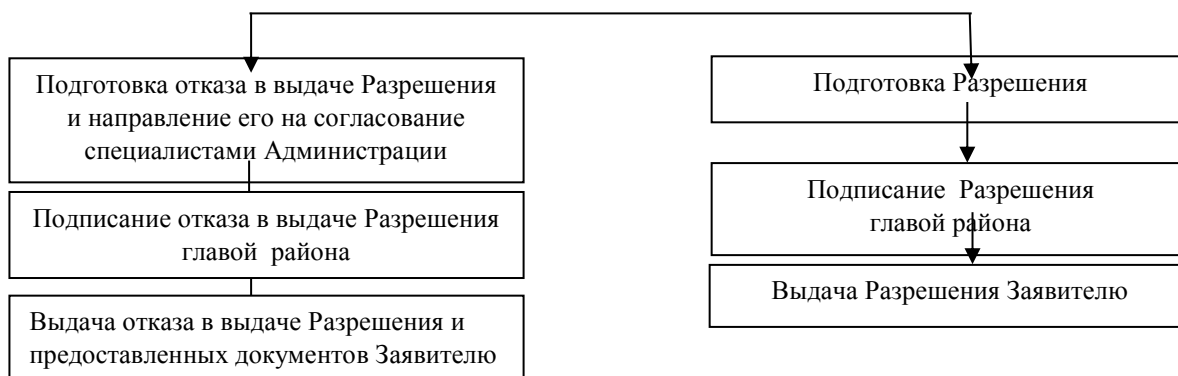 Подготовка отказа в выдаче Разрешения
и направление его на согласование
специалистами Администрации
Подписание отказа в выдаче Разрешения
главой района
Выдача отказа в выдаче Разрешения и
предоставленных документов Заявителю
Подготовка Разрешения
Подписание Разрешения
главой района
Выдача Разрешения Заявителю